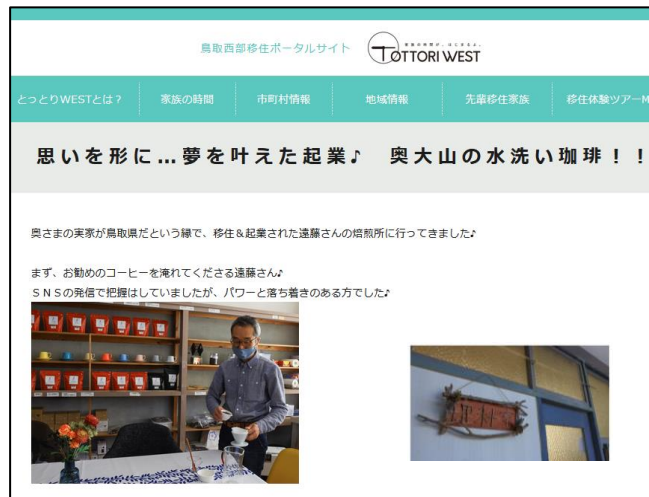 鳥取西部移住ポータルサイト
TOTTORI WEST
とっとりWESTとは？
家族の時間
市町村情報
地域情報
先輩移住家族
移住体験ツアーM
思いを形に…夢を叶えた起業♪ 奥大山の水洗い珈琲！！
奥さまの実家が鳥取県だという縁で、移住＆起業された遠藤さんの焙煎所に行ってきました♪
まず、お勧めのコーヒーを淹れてくださる遠藤さん♪
ＳＮＳの発信で把握はしていましたが、パワーと落ち着きのある方でした♪